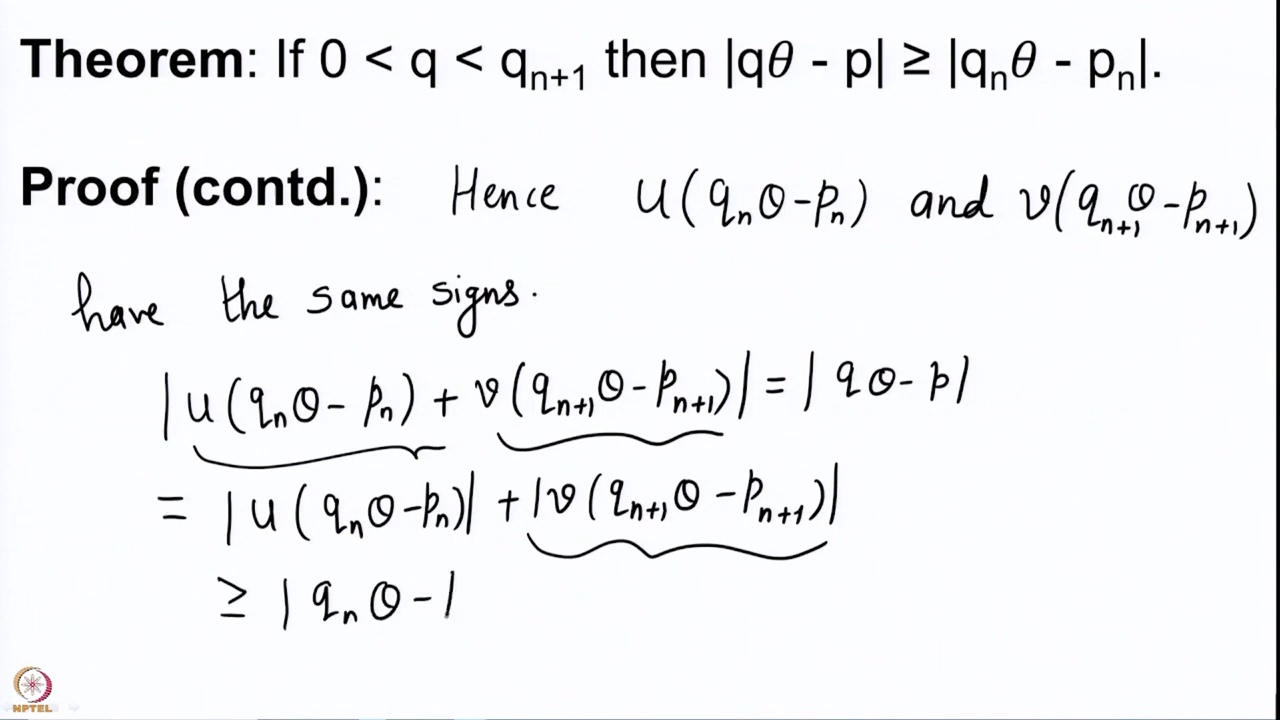 Theorem: If 0 < q < qₙ₊₁ then |qθ - p| ≥ |qₙθ - pₙ|.
Proof (contd.): Hence u(qₙθ-pₙ) and v(qₙ₊₁θ-pₙ₊₁)
have the same signs.
|u(qₙθ-pₙ) + v(qₙ₊₁θ-pₙ₊₁)| = |qθ-p|
= |u(qₙθ-pₙ)| + |v(qₙ₊₁θ-pₙ₊₁)|
≥ |qₙθ-|
NPTEL